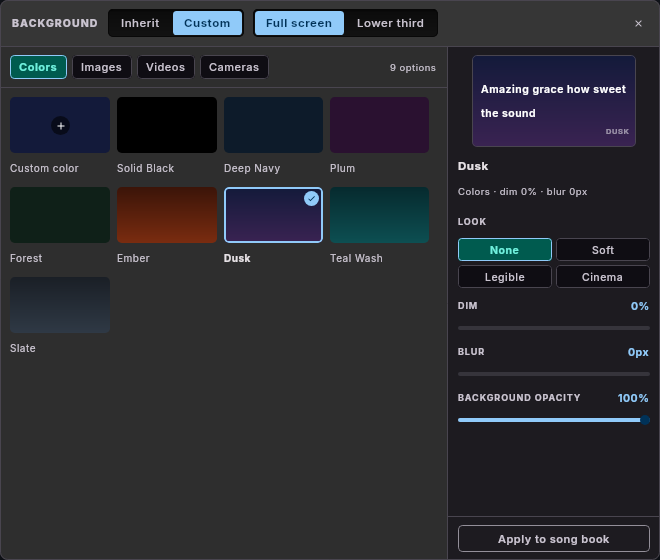 BACKGROUND Inherit Custom Full screen Lower third ×
Colors Images Videos Cameras 9 options
Custom color Solid Black Deep Navy Plum
Forest Ember Dusk Teal Wash
Slate
Amazing grace how sweet
the sound
DUSK
Dusk
Colors · dim 0% · blur 0px
LOOK
None Soft
Legible Cinema
DIM 0%
BLUR 0px
BACKGROUND OPACITY 100%
Apply to song book